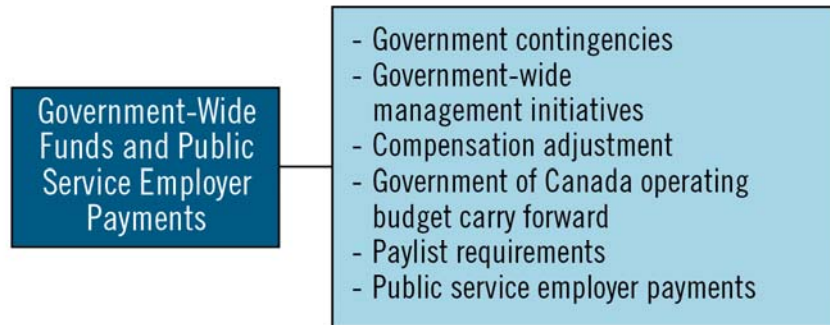 Government-Wide
Funds and Public
Service Employer
Payments
- Government contingencies
- Government-wide
management initiatives
- Compensation adjustment
- Government of Canada operating
budget carry forward
- Paylist requirements
- Public service employer payments